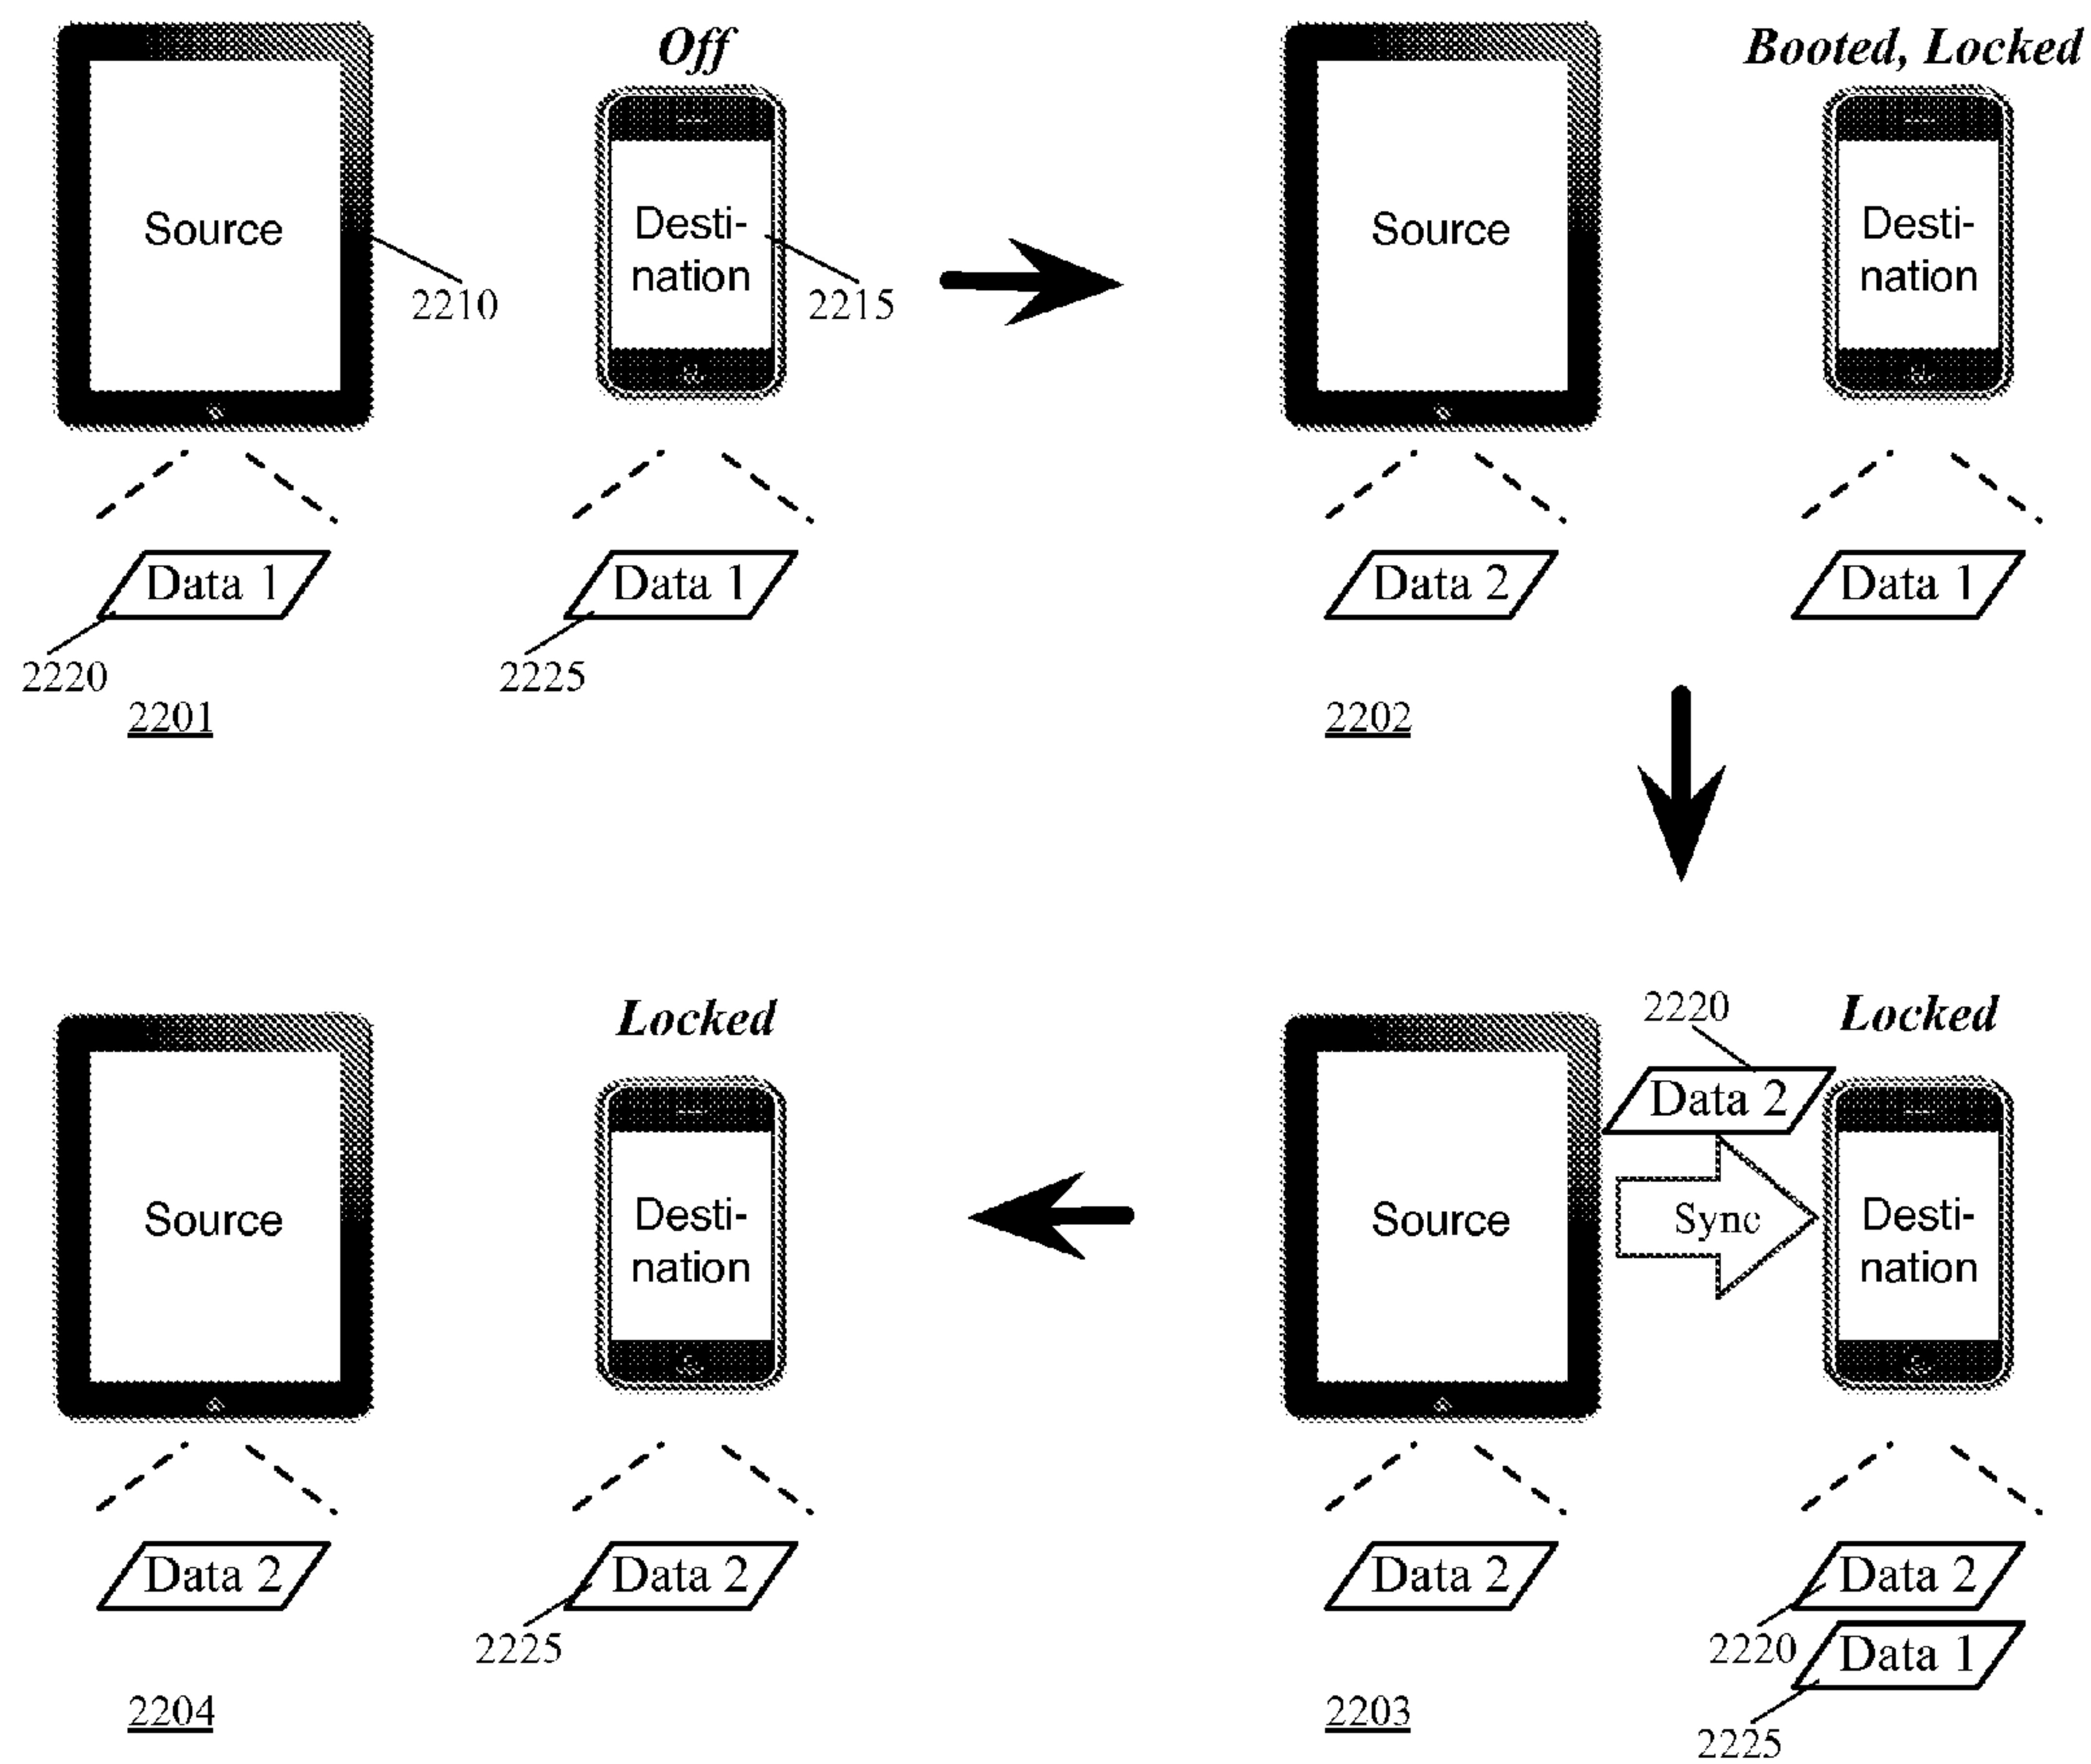 Off
Source
Desti-
nation
2210
2215
Data 1
Data 1
2220
2225
2201
Booted, Locked
Source
Desti-
nation
Data 2
Data 1
2202
Locked
Source
Desti-
nation
Data 2
Data 2
2225
2204
2220
Locked
Data 2
Source
Sync
Desti-
nation
Data 2
Data 2
2220
Data 1
2203
2225